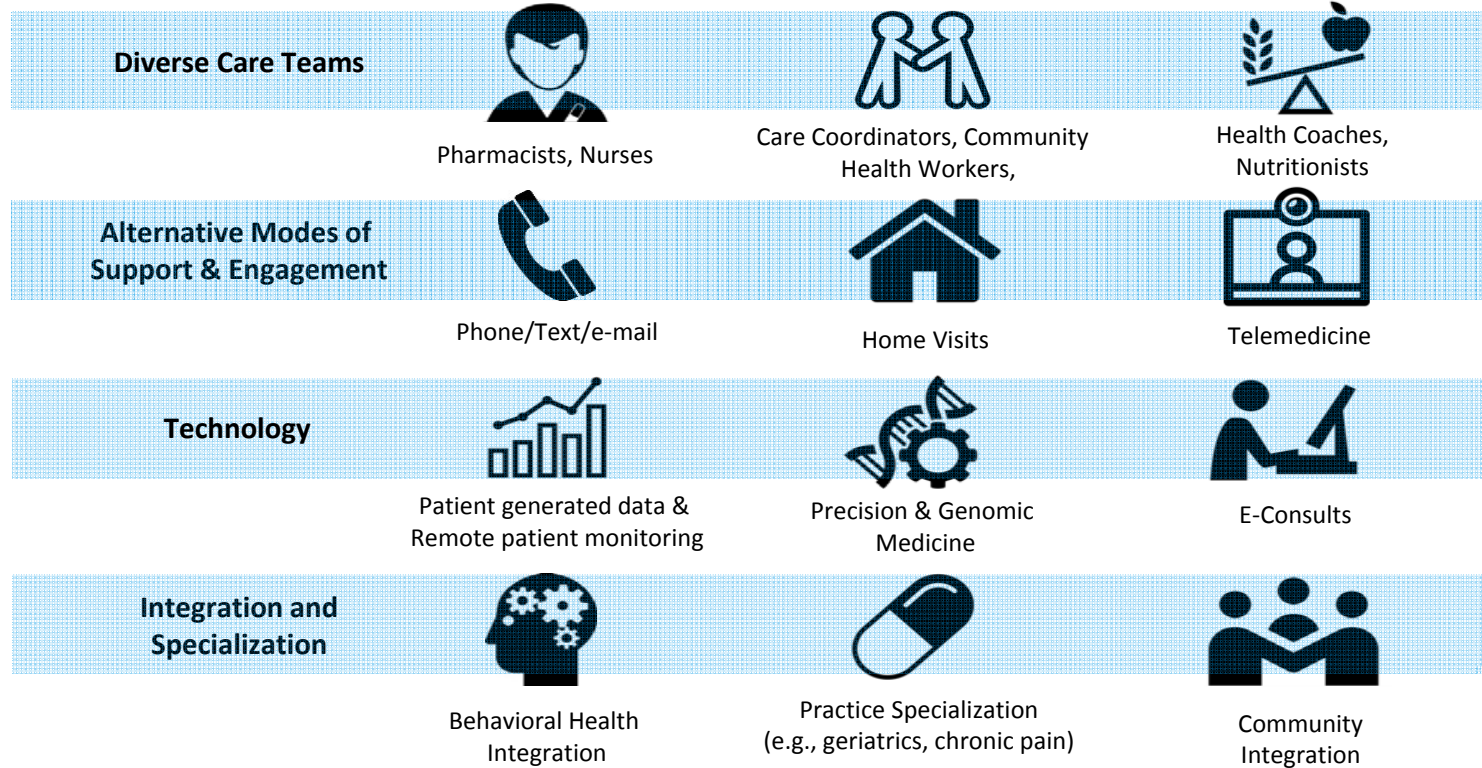 Diverse Care Teams
Pharmacists, Nurses
Care Coordinators, Community
Health Workers,
Health Coaches,
Nutritionists
Alternative Modes of
Support & Engagement
Phone/Text/e-mail
Home Visits
Telemedicine
Technology
Patient generated data &
Remote patient monitoring
Precision & Genomic
Medicine
E-Consults
Integration and
Specialization
Behavioral Health
Integration
Practice Specialization
(e.g., geriatrics, chronic pain)
Community
Integration